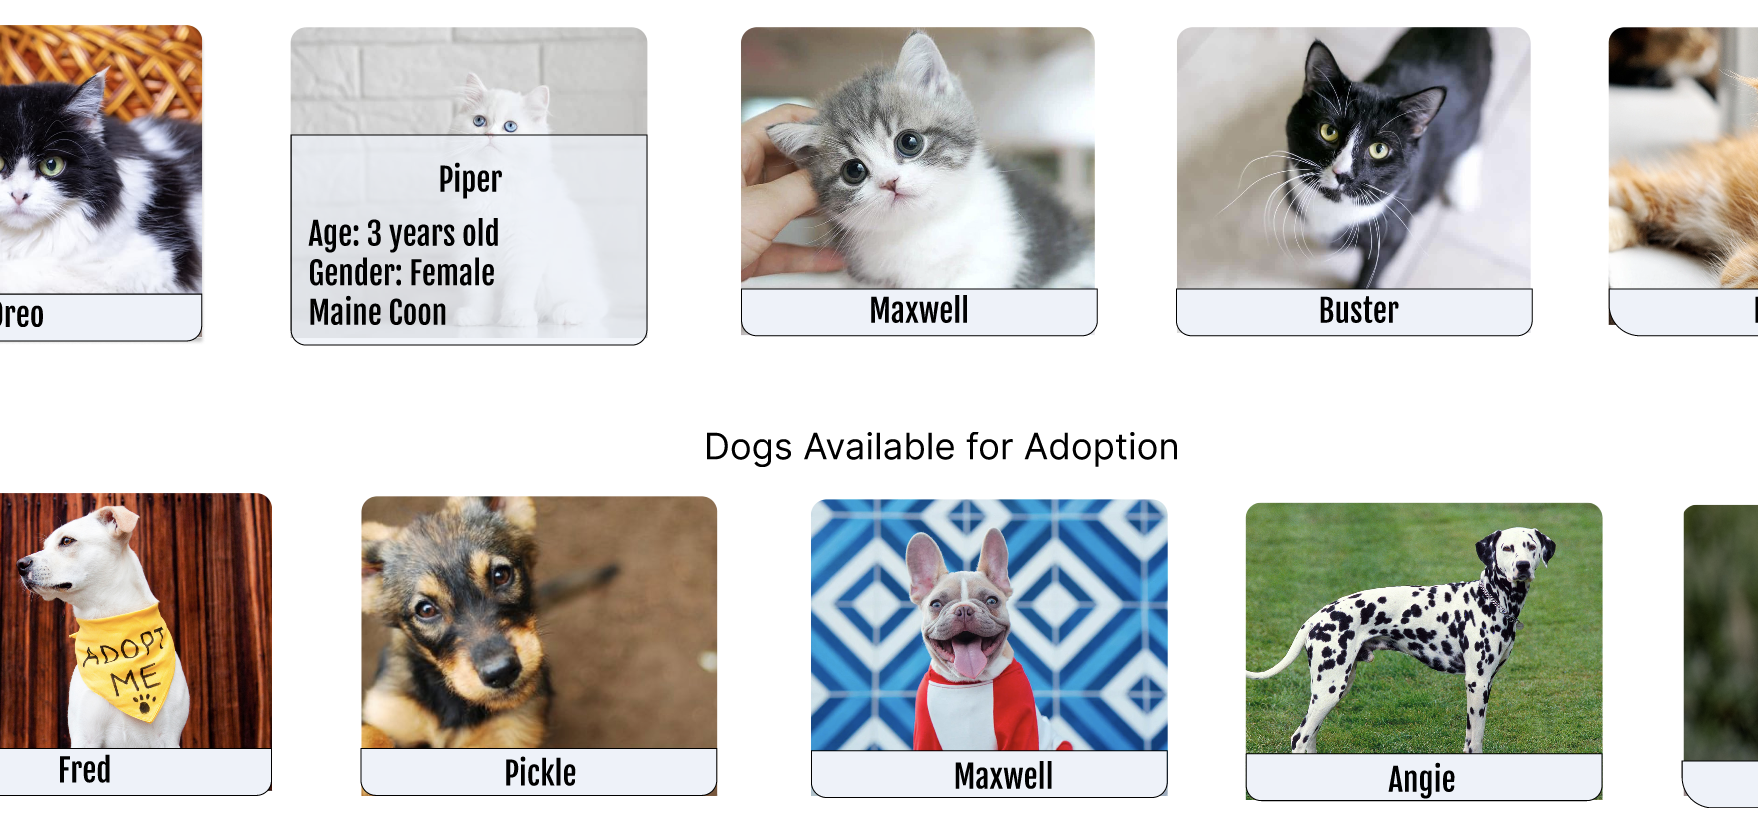 Piper
Age: 3 years old
Gender: Female
Maine Coon
Maxwell
Buster
Dogs Available for Adoption
ADOPT
ME
Fred
Pickle
Maxwell
Angie